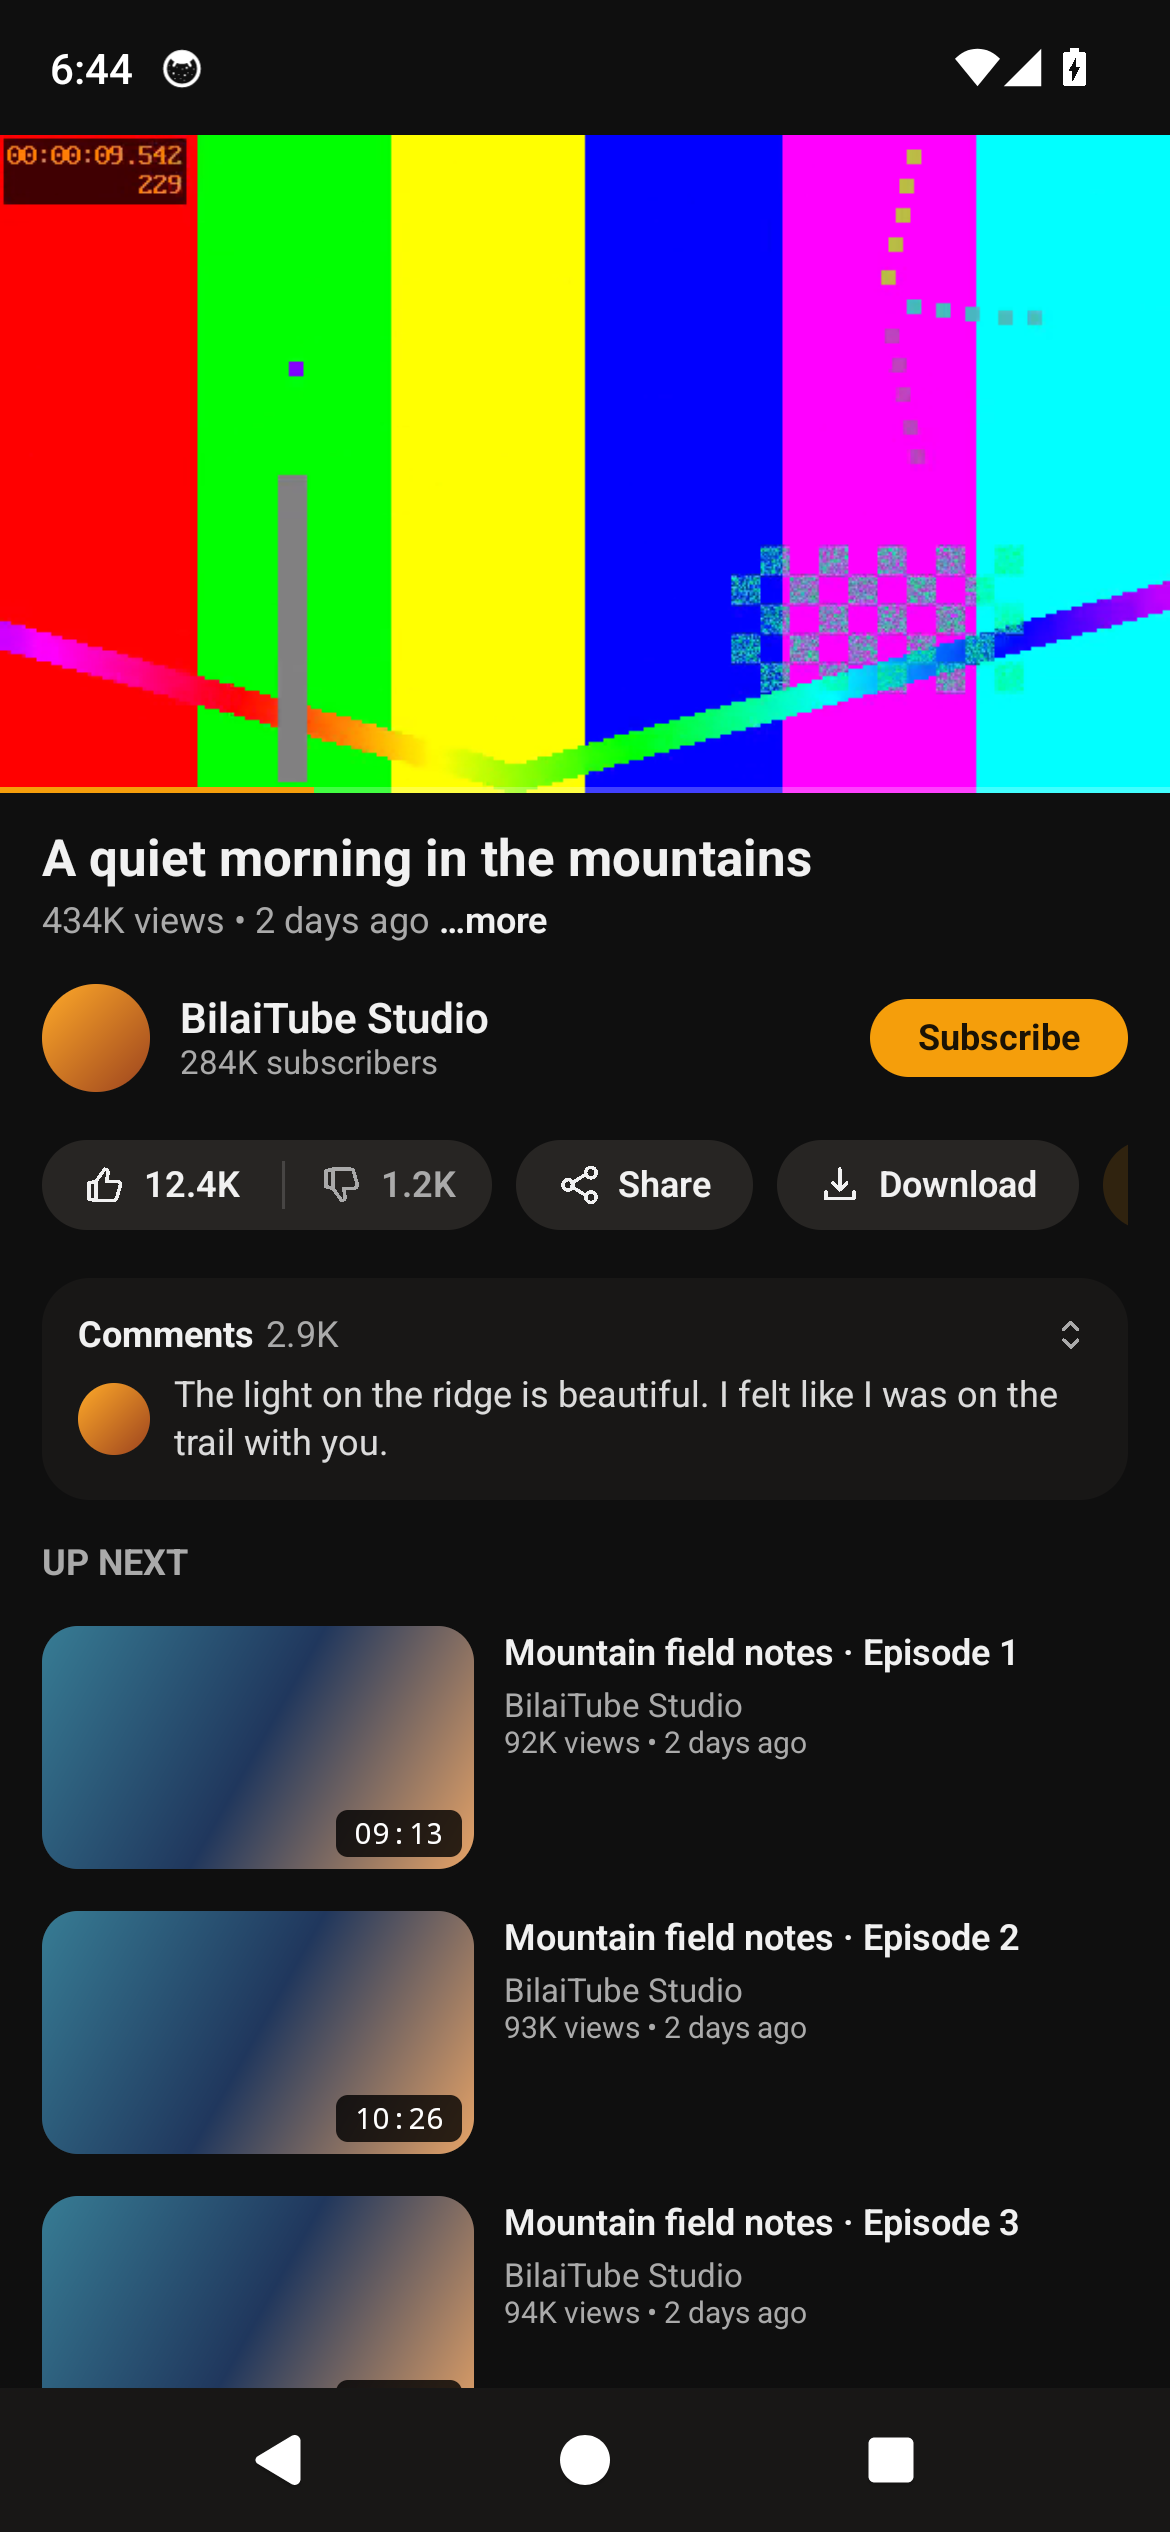 6:44
00:00:09.542
229
A quiet morning in the mountains
434K views • 2 days ago ...more
BilaiTube Studio
284K subscribers
Subscribe
12.4K
1.2K
Share
Download
Comments 2.9K
The light on the ridge is beautiful. I felt like I was on the
trail with you.
UP NEXT
Mountain field notes · Episode 1
BilaiTube Studio
92K views • 2 days ago
09:13
Mountain field notes · Episode 2
BilaiTube Studio
93K views • 2 days ago
10:26
Mountain field notes · Episode 3
BilaiTube Studio
94K views • 2 days ago